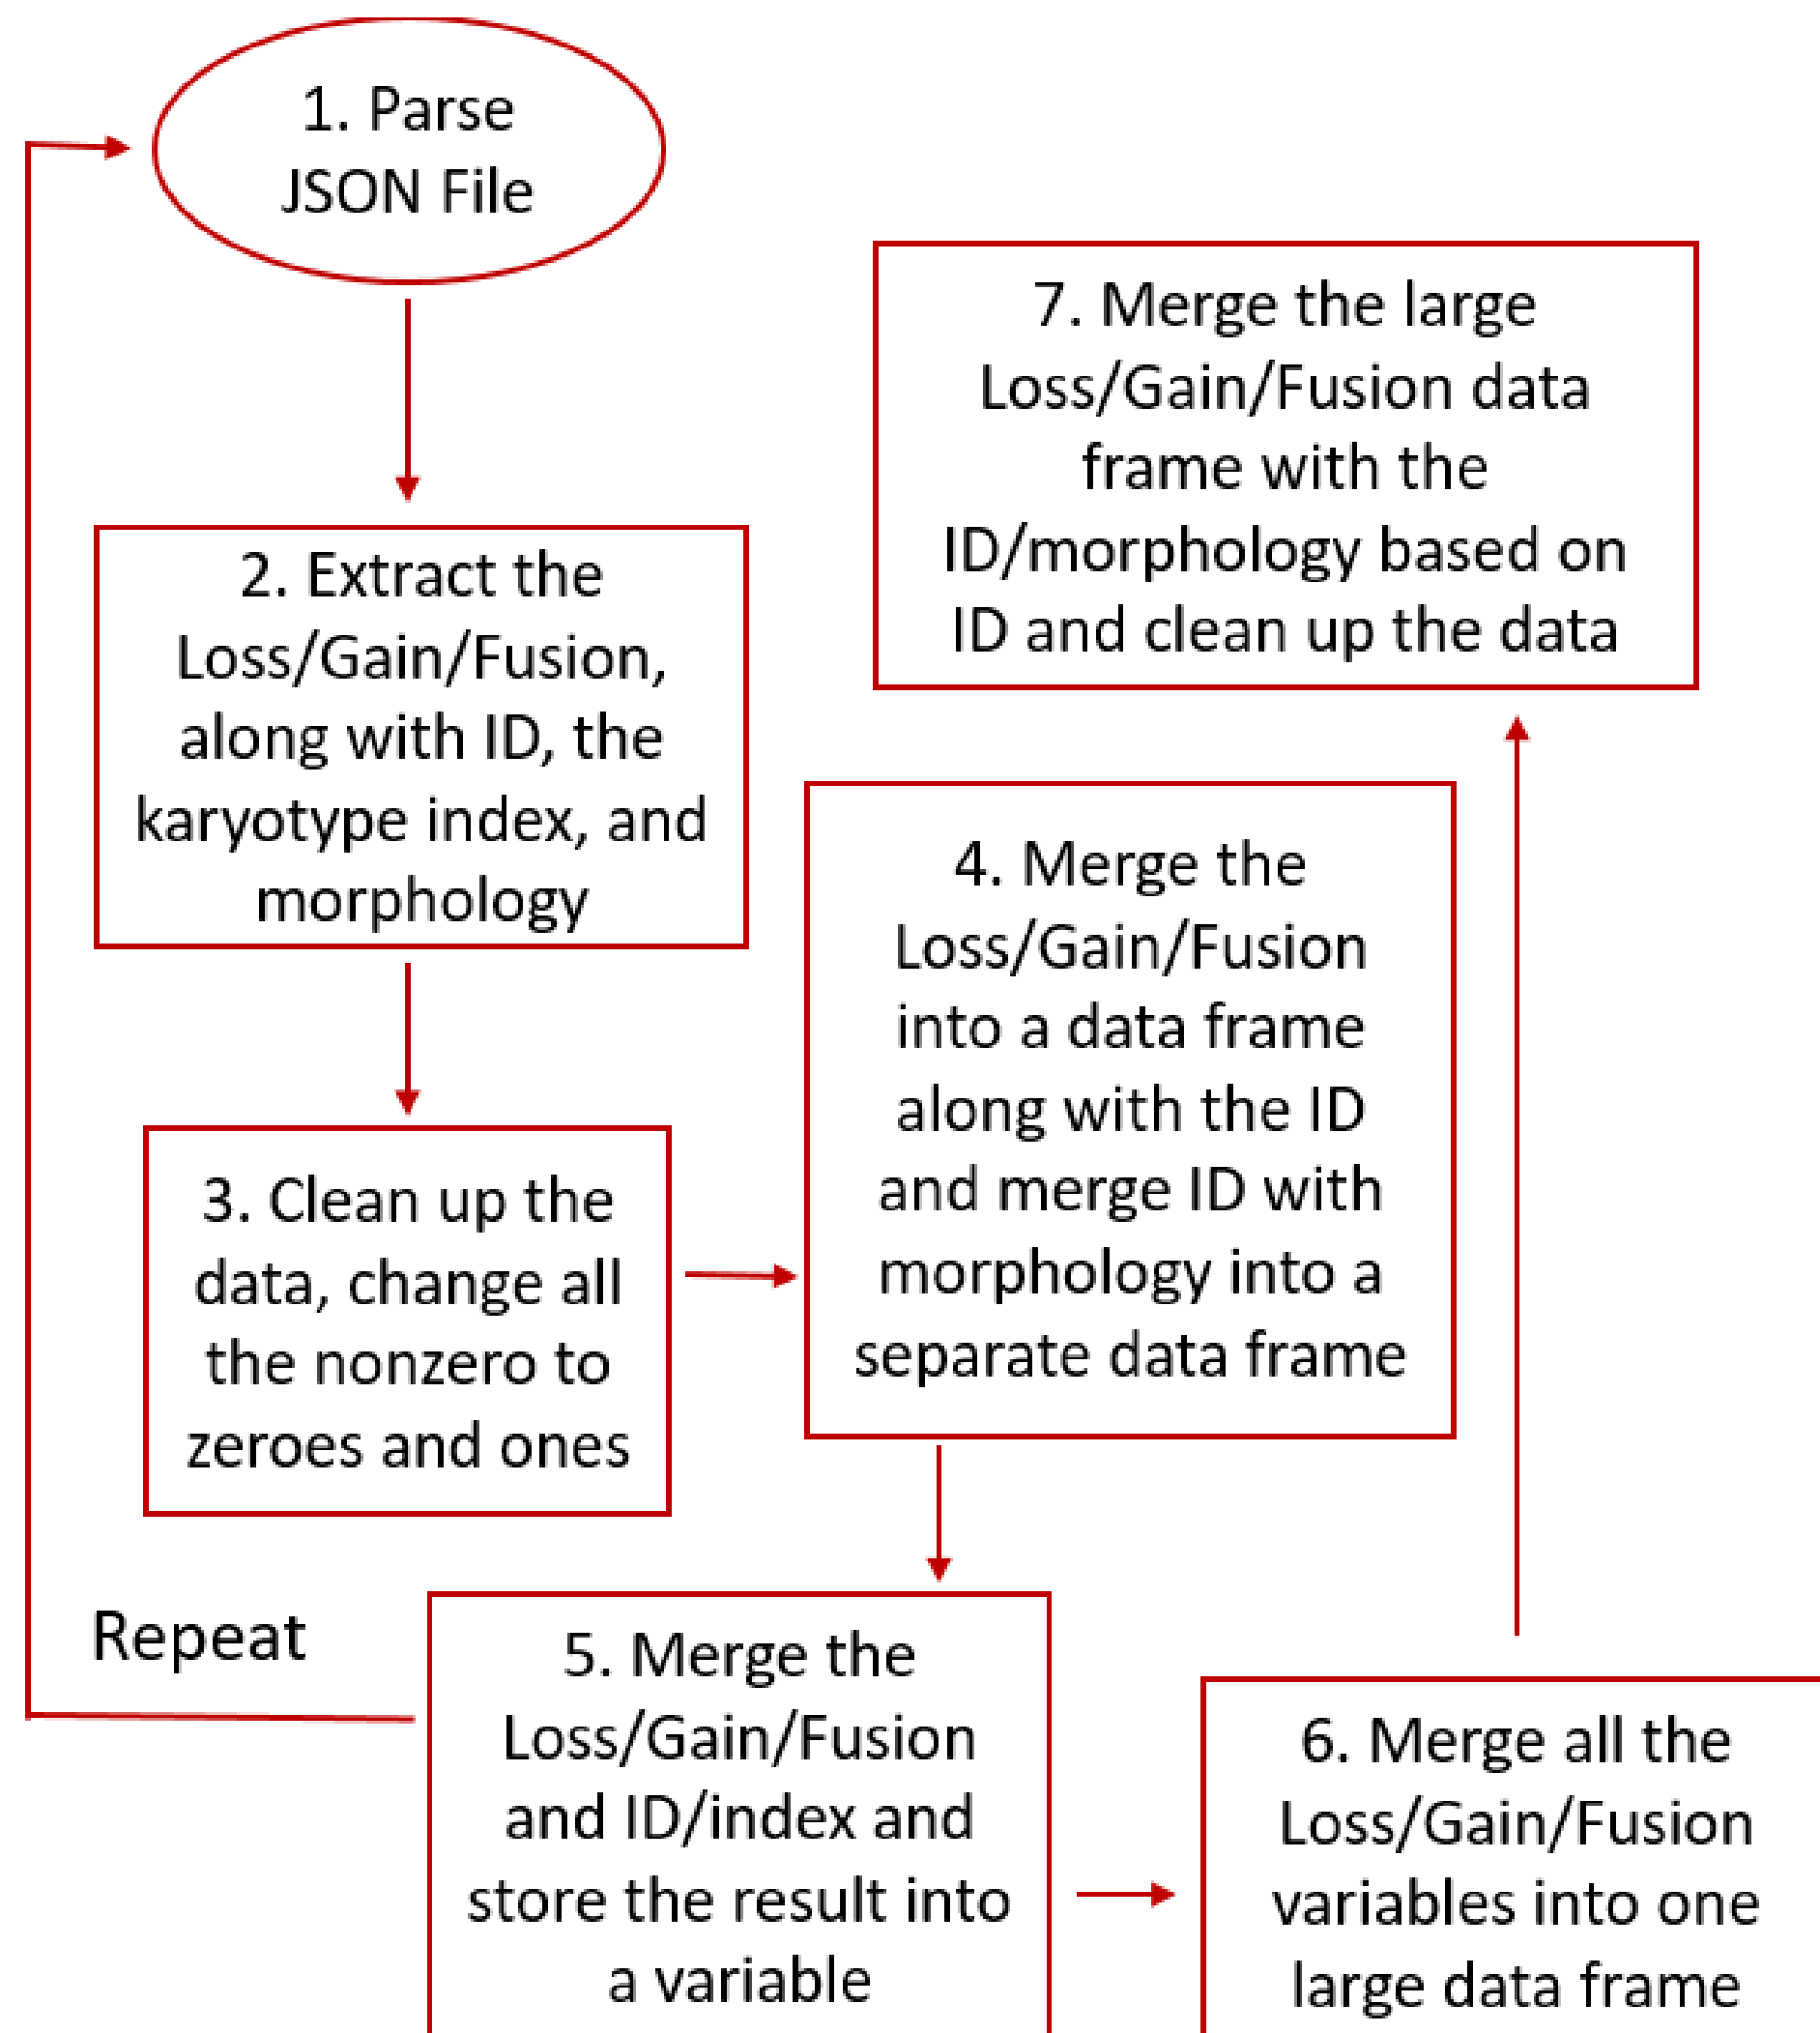 1. Parse
JSON File
2. Extract the
Loss/Gain/Fusion,
along with ID, the
karyotype index, and
morphology
3. Clean up the
data, change all
the nonzero to
zeroes and ones
4. Merge the
Loss/Gain/Fusion
into a data frame
along with the ID
and merge ID with
morphology into a
separate data frame
Repeat
5. Merge the
Loss/Gain/Fusion
and ID/index and
store the result into
a variable
6. Merge all the
Loss/Gain/Fusion
variables into one
large data frame
7. Merge the large
Loss/Gain/Fusion data
frame with the
ID/morphology based on
ID and clean up the data